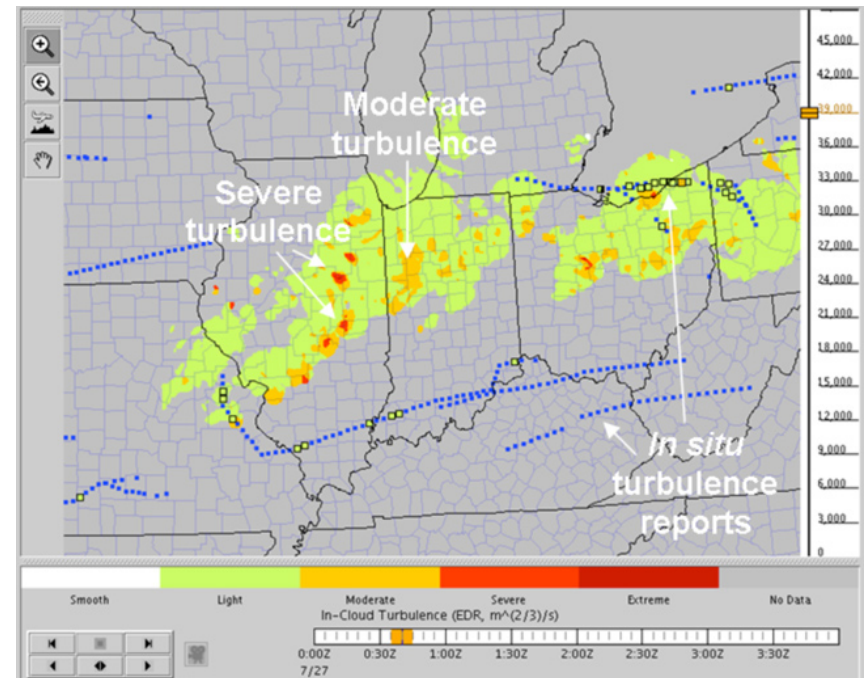 45,000
42,000
39,000
36,000
33,000
30,000
27,000
24,000
21,000
18,000
15,000
12,000
9,000
6,000
3,000
0
Moderate
turbulence
Severe
turbulence
In situ
turbulence
reports
Smooth Light Moderate Severe Extreme No Data
In-Cloud Turbulence (EDR, m^(2/3)/s)
0:00Z 0:30Z 1:00Z 1:30Z 2:00Z 2:30Z 3:00Z 3:30Z
7/27